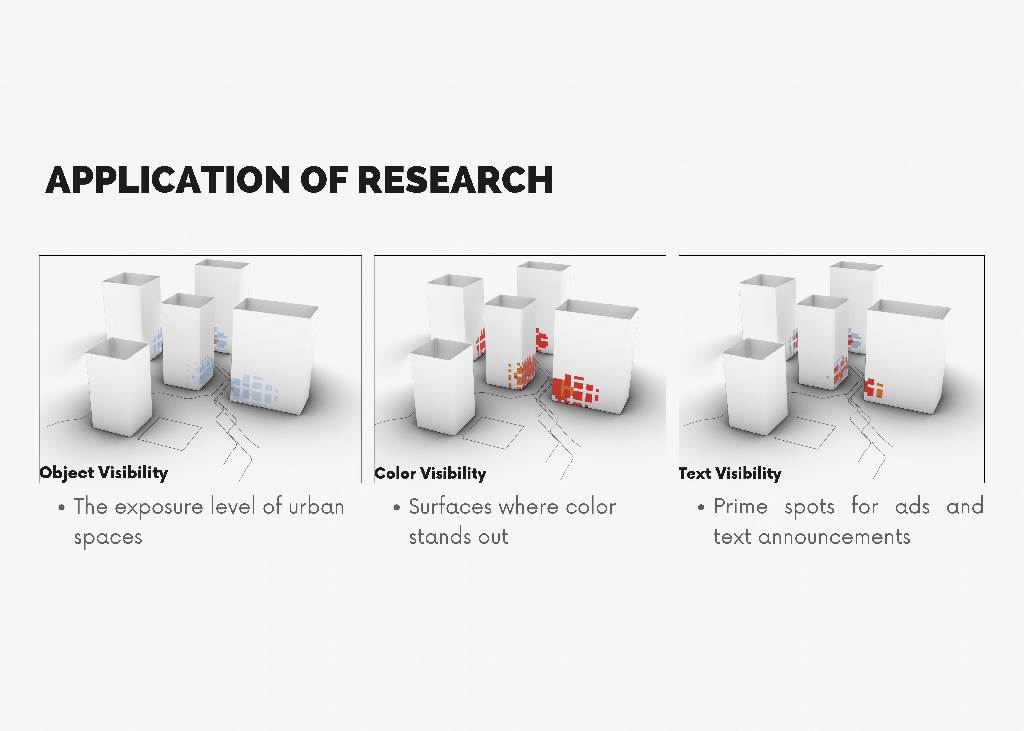 APPLICATION OF RESEARCH
Object Visibility
• The exposure level of urban
spaces
Color Visibility
• Surfaces where color
stands out
Text Visibility
• Prime spots for ads and
text announcements